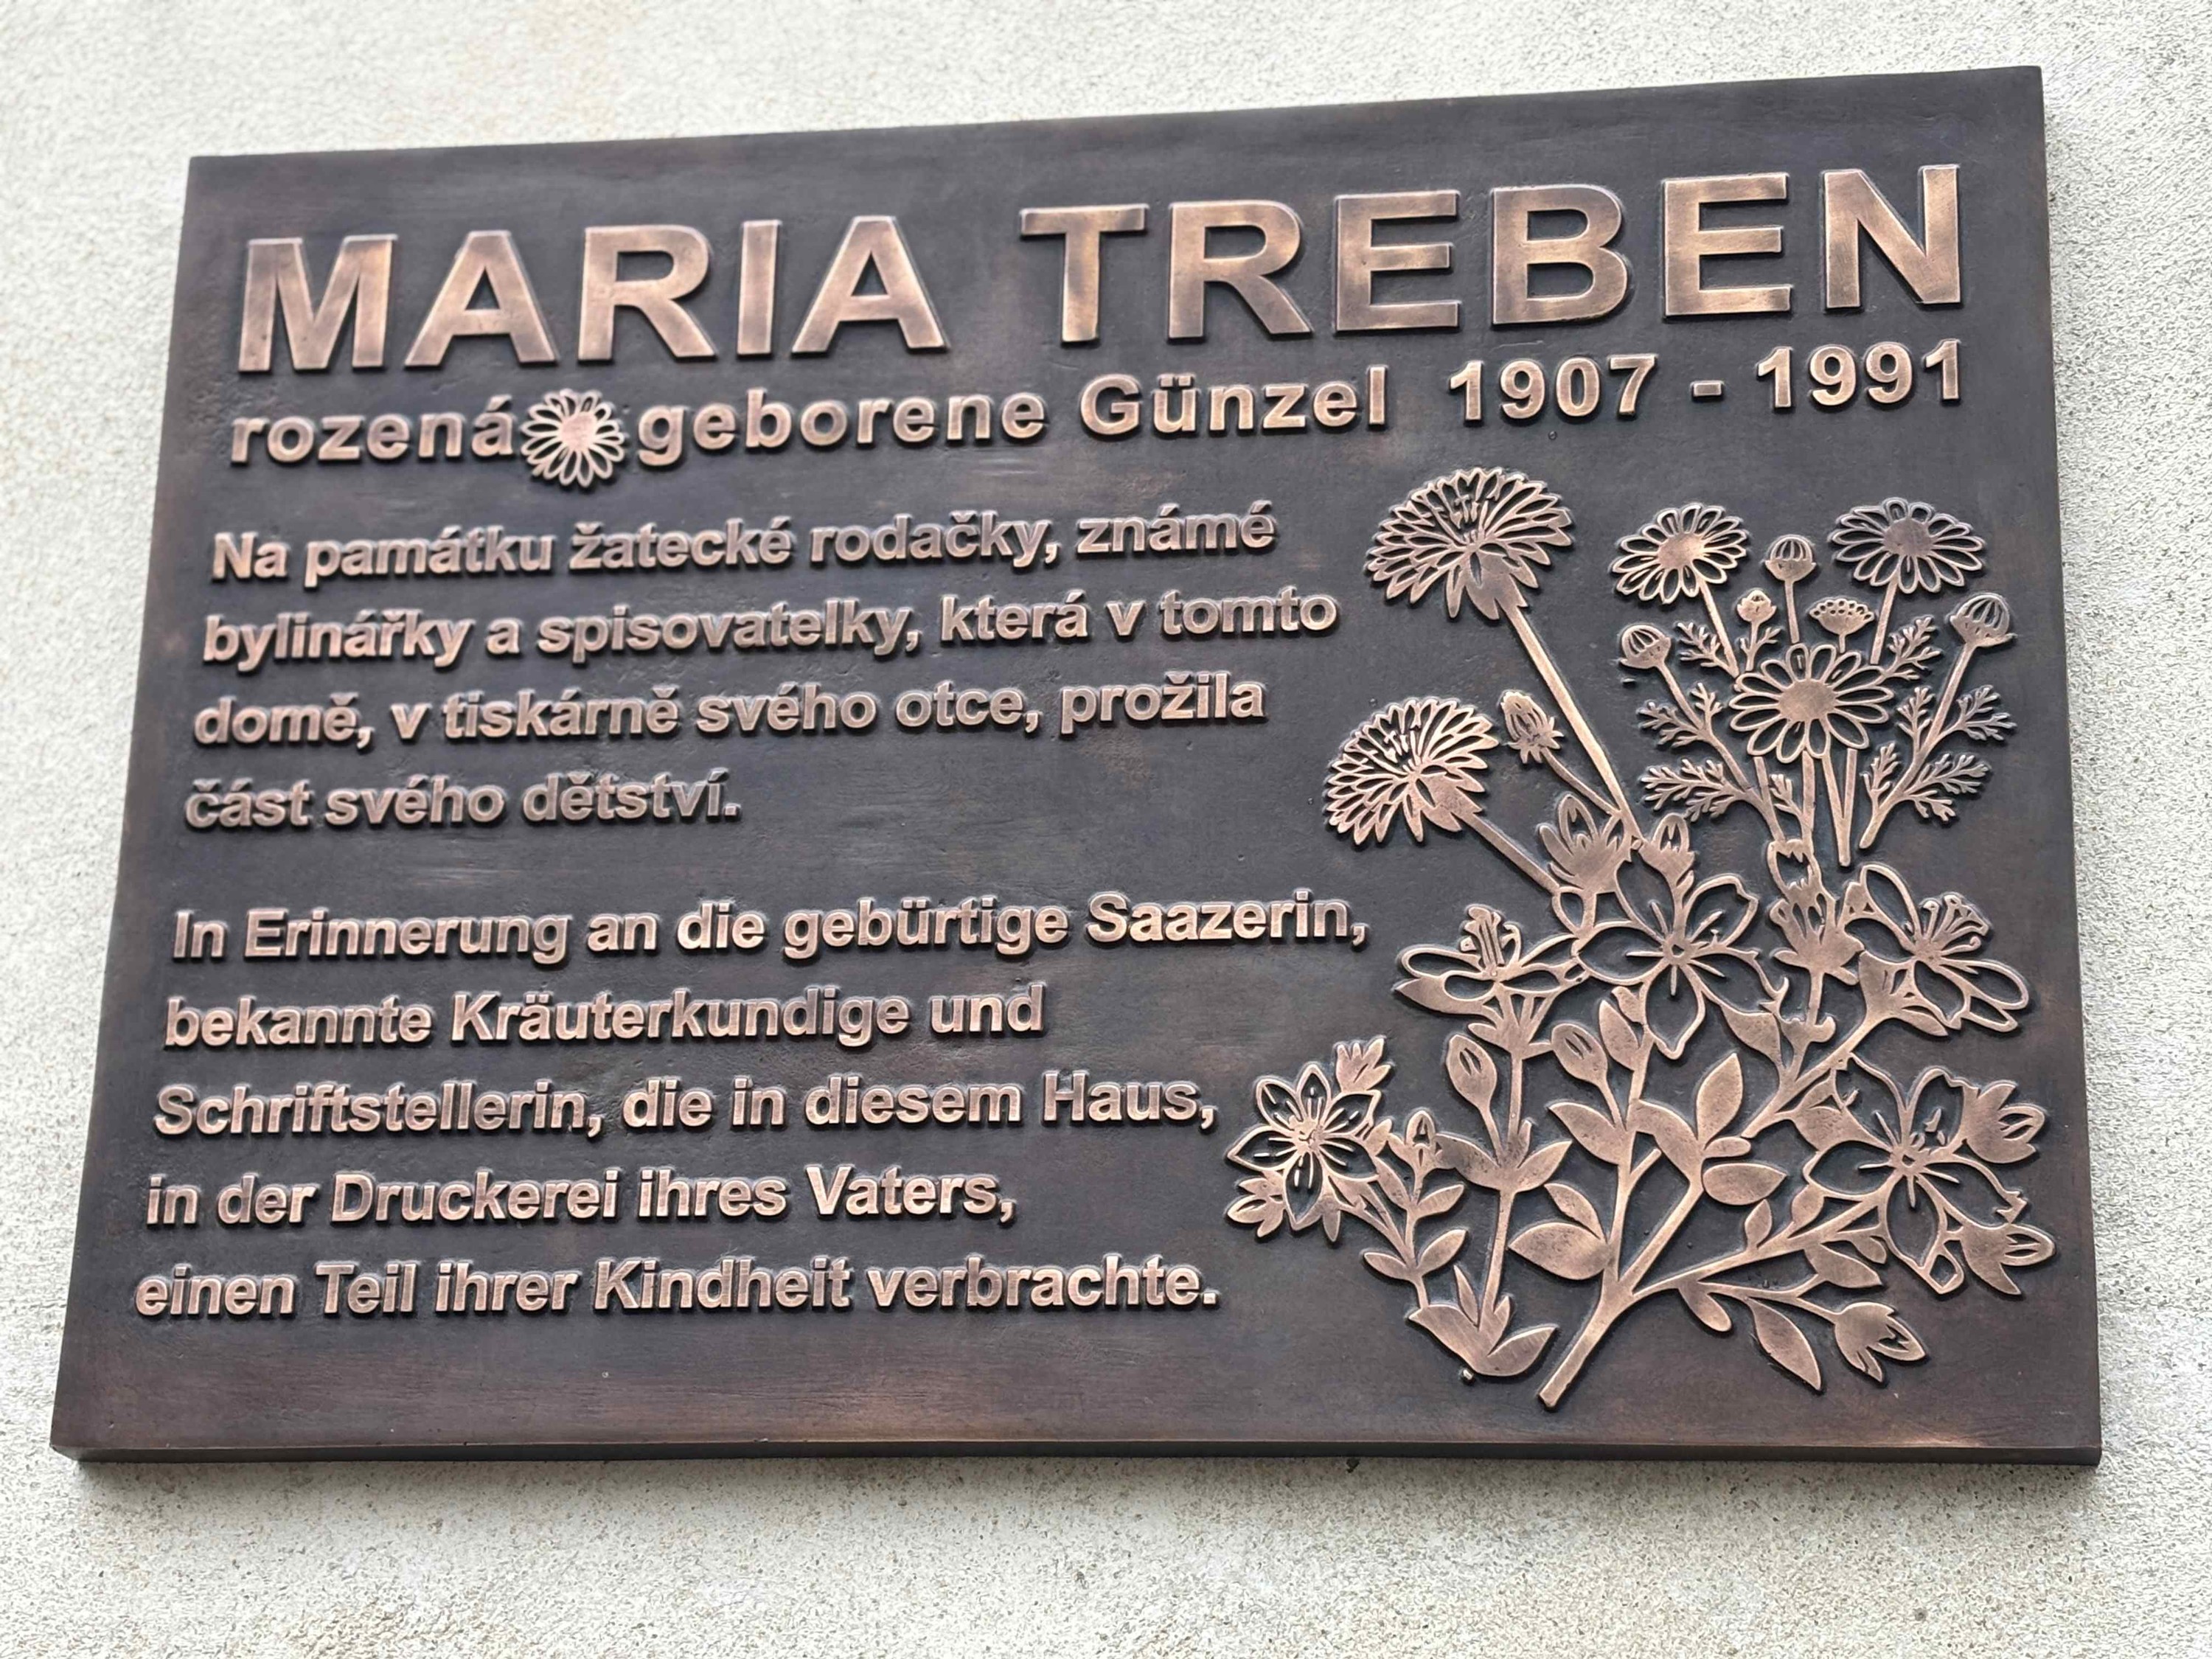 MARIA TREBEN
rozená geborene Günzel 1907 - 1991
Na památku žatecké rodačky, známé
bylinářky a spisovatelky, která v tomto
domě, v tiskárně svého otce, prožila
část svého dětství.
In Erinnerung an die gebürtige Saazerin,
bekannte Kräuterkundige und
Schriftstellerin, die in diesem Haus,
in der Druckerei ihres Vaters,
einen Teil ihrer Kindheit verbrachte.